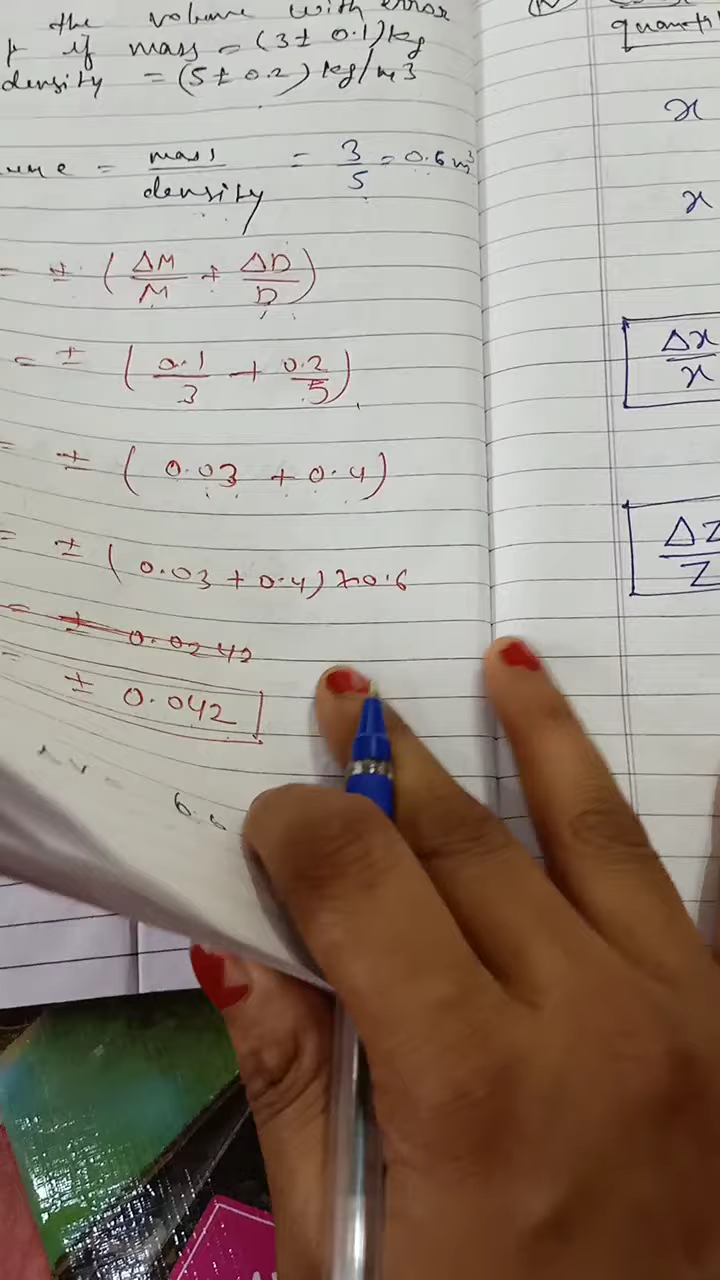 the volume with error
if mass = (3 ± 0.1) kg
density = (5 ± 0.2) kg/m3
= mass/density = 3/5 = 0.6 m³
= ± (ΔM/M + ΔD/D)
= ± (0.1/3 + 0.2/5)
= ± (0.03 + 0.4)
= ± (0.03 + 0.4) × 0.6
= ± 0.0242
= ± 0.042
x
x
Δx/x